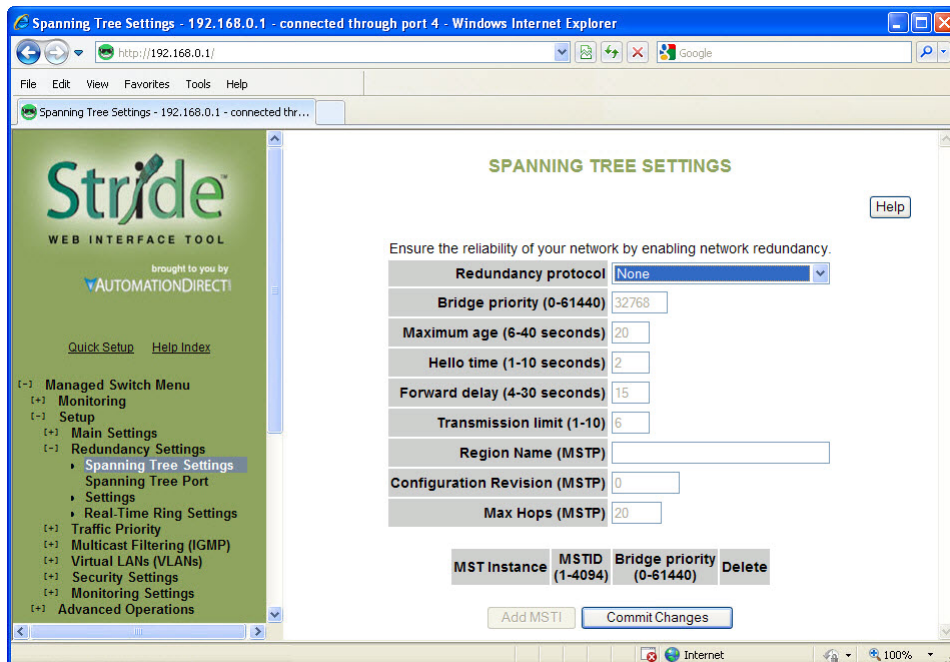 Spanning Tree Settings - 192.168.0.1 - connected through port 4 - Windows Internet Explorer
http://192.168.0.1/
Google
File Edit View Favorites Tools Help
Spanning Tree Settings - 192.168.0.1 - connected thr...
Stride™
WEB INTERFACE TOOL
brought to you by
AUTOMATIONDIRECT
Quick Setup Help Index
[-] Managed Switch Menu
[+] Monitoring
[-] Setup
[+] Main Settings
[-] Redundancy Settings
Spanning Tree Settings
Spanning Tree Port
Settings
Real-Time Ring Settings
[+] Traffic Priority
[+] Multicast Filtering (IGMP)
[+] Virtual LANs (VLANs)
[+] Security Settings
[+] Monitoring Settings
[+] Advanced Operations
SPANNING TREE SETTINGS
Help
Ensure the reliability of your network by enabling network redundancy.
Redundancy protocol None
Bridge priority (0-61440) 32768
Maximum age (6-40 seconds) 20
Hello time (1-10 seconds) 2
Forward delay (4-30 seconds) 15
Transmission limit (1-10) 6
Region Name (MSTP)
Configuration Revision (MSTP) 0
Max Hops (MSTP) 20
MST Instance MSTID (1-4094) Bridge priority (0-61440) Delete
Add MSTI Commit Changes
Internet 100%